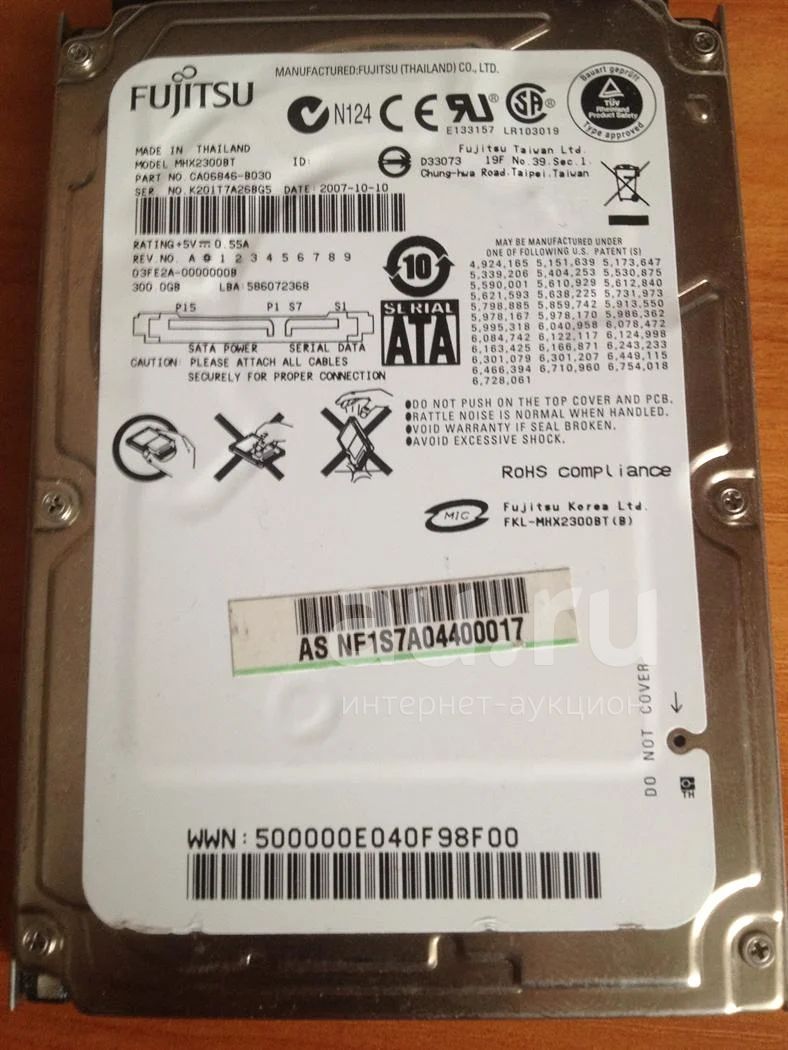 FUJITSU
MANUFACTURED:FUJITSU (THAILAND) CO., LTD.
N124
E133157 LR103019
Bauart geprüft
TÜV
Rheinland
Product Safety
Type approved
MADE IN THAILAND
MODEL MHX2300BT ID:
PART NO. CA06846-B030
SER. NO. K201T7A26BG5 DATE: 2007-10-10
D33073
Fujitsu Taiwan Ltd.
19F No.39.Sec.1.
Chung-hwa Road.Taipei.Taiwan
RATING +5V 0.55A
REV.NO. A 0 1 2 3 4 5 6 7 8 9
03FE2A-0000000B
300.0GB LBA:586072368
10
P15 P1 S7 S1
SATA POWER SERIAL DATA
CAUTION: PLEASE ATTACH ALL CABLES
SECURELY FOR PROPER CONNECTION
SERIAL
ATA
MAY BE MANUFACTURED UNDER
ONE OF FOLLOWING U.S. PATENT (S)
4,924,165 5,151,639 5,173,647
5,339,206 5,404,253 5,530,875
5,590,001 5,610,929 5,612,840
5,621,593 5,638,225 5,731,973
5,798,885 5,859,742 5,913,550
5,978,167 5,978,170 5,986,362
5,995,318 6,040,958 6,078,472
6,084,742 6,122,117 6,124,998
6,163,425 6,166,871 6,243,233
6,301,079 6,301,207 6,449,115
6,466,394 6,710,960 6,754,018
6,728,061
●DO NOT PUSH ON THE TOP COVER AND PCB.
●RATTLE NOISE IS NORMAL WHEN HANDLED.
●VOID WARRANTY IF SEAL BROKEN.
●AVOID EXCESSIVE SHOCK.
RoHS compliance
MIC
Fujitsu Korea Ltd.
FKL-MHX2300BT(B)
AS NF1S7A04400017
au.ru
интернет-аукцион
DO NOT COVER
TH
WWN:500000E040F98F00